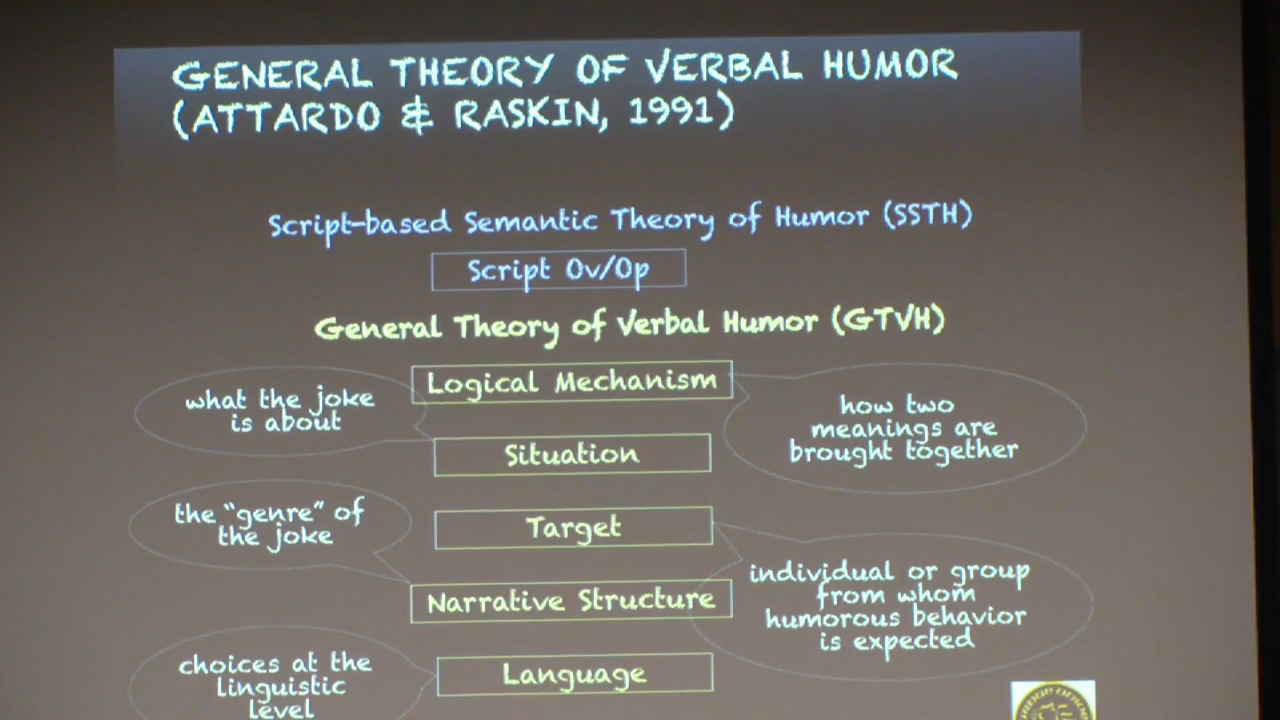 GENERAL THEORY OF VERBAL HUMOR
(ATTARDO & RASKIN, 1991)
Script-based Semantic Theory of Humor (SSTH)
Script Ov/Op
General Theory of Verbal Humor (GTVH)
Logical Mechanism
what the joke
is about
how two
meanings are
brought together
Situation
the "genre" of
the joke
Target
individual or group
from whom
humorous behavior
is expected
Narrative Structure
choices at the
linguistic
level
Language